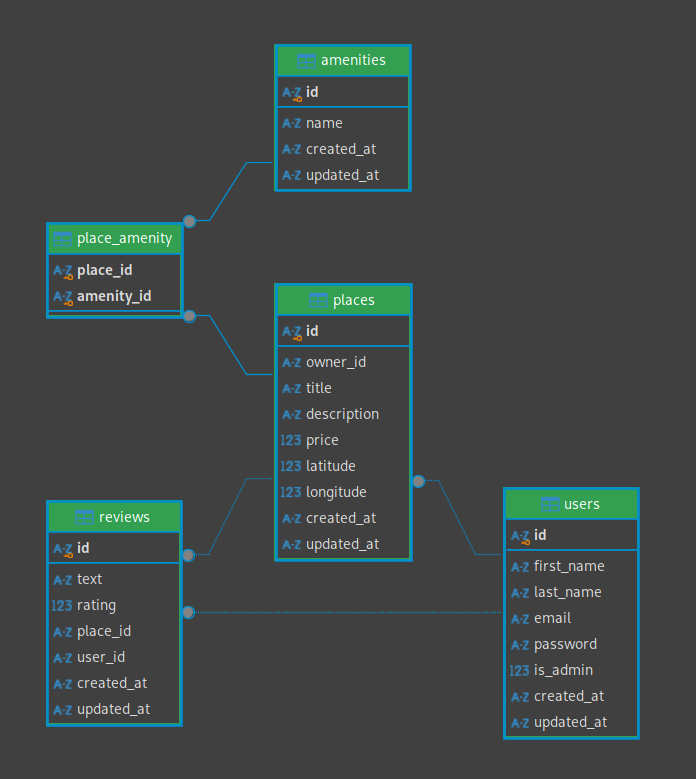 amenities
A-Z id
A-Z name
A-Z created_at
A-Z updated_at
place_amenity
A-Z place_id
A-Z amenity_id
places
A-Z id
A-Z owner_id
A-Z title
A-Z description
123 price
123 latitude
123 longitude
A-Z created_at
A-Z updated_at
reviews
A-Z id
A-Z text
123 rating
A-Z place_id
A-Z user_id
A-Z created_at
A-Z updated_at
users
A-Z id
A-Z first_name
A-Z last_name
A-Z email
A-Z password
123 is_admin
A-Z created_at
A-Z updated_at